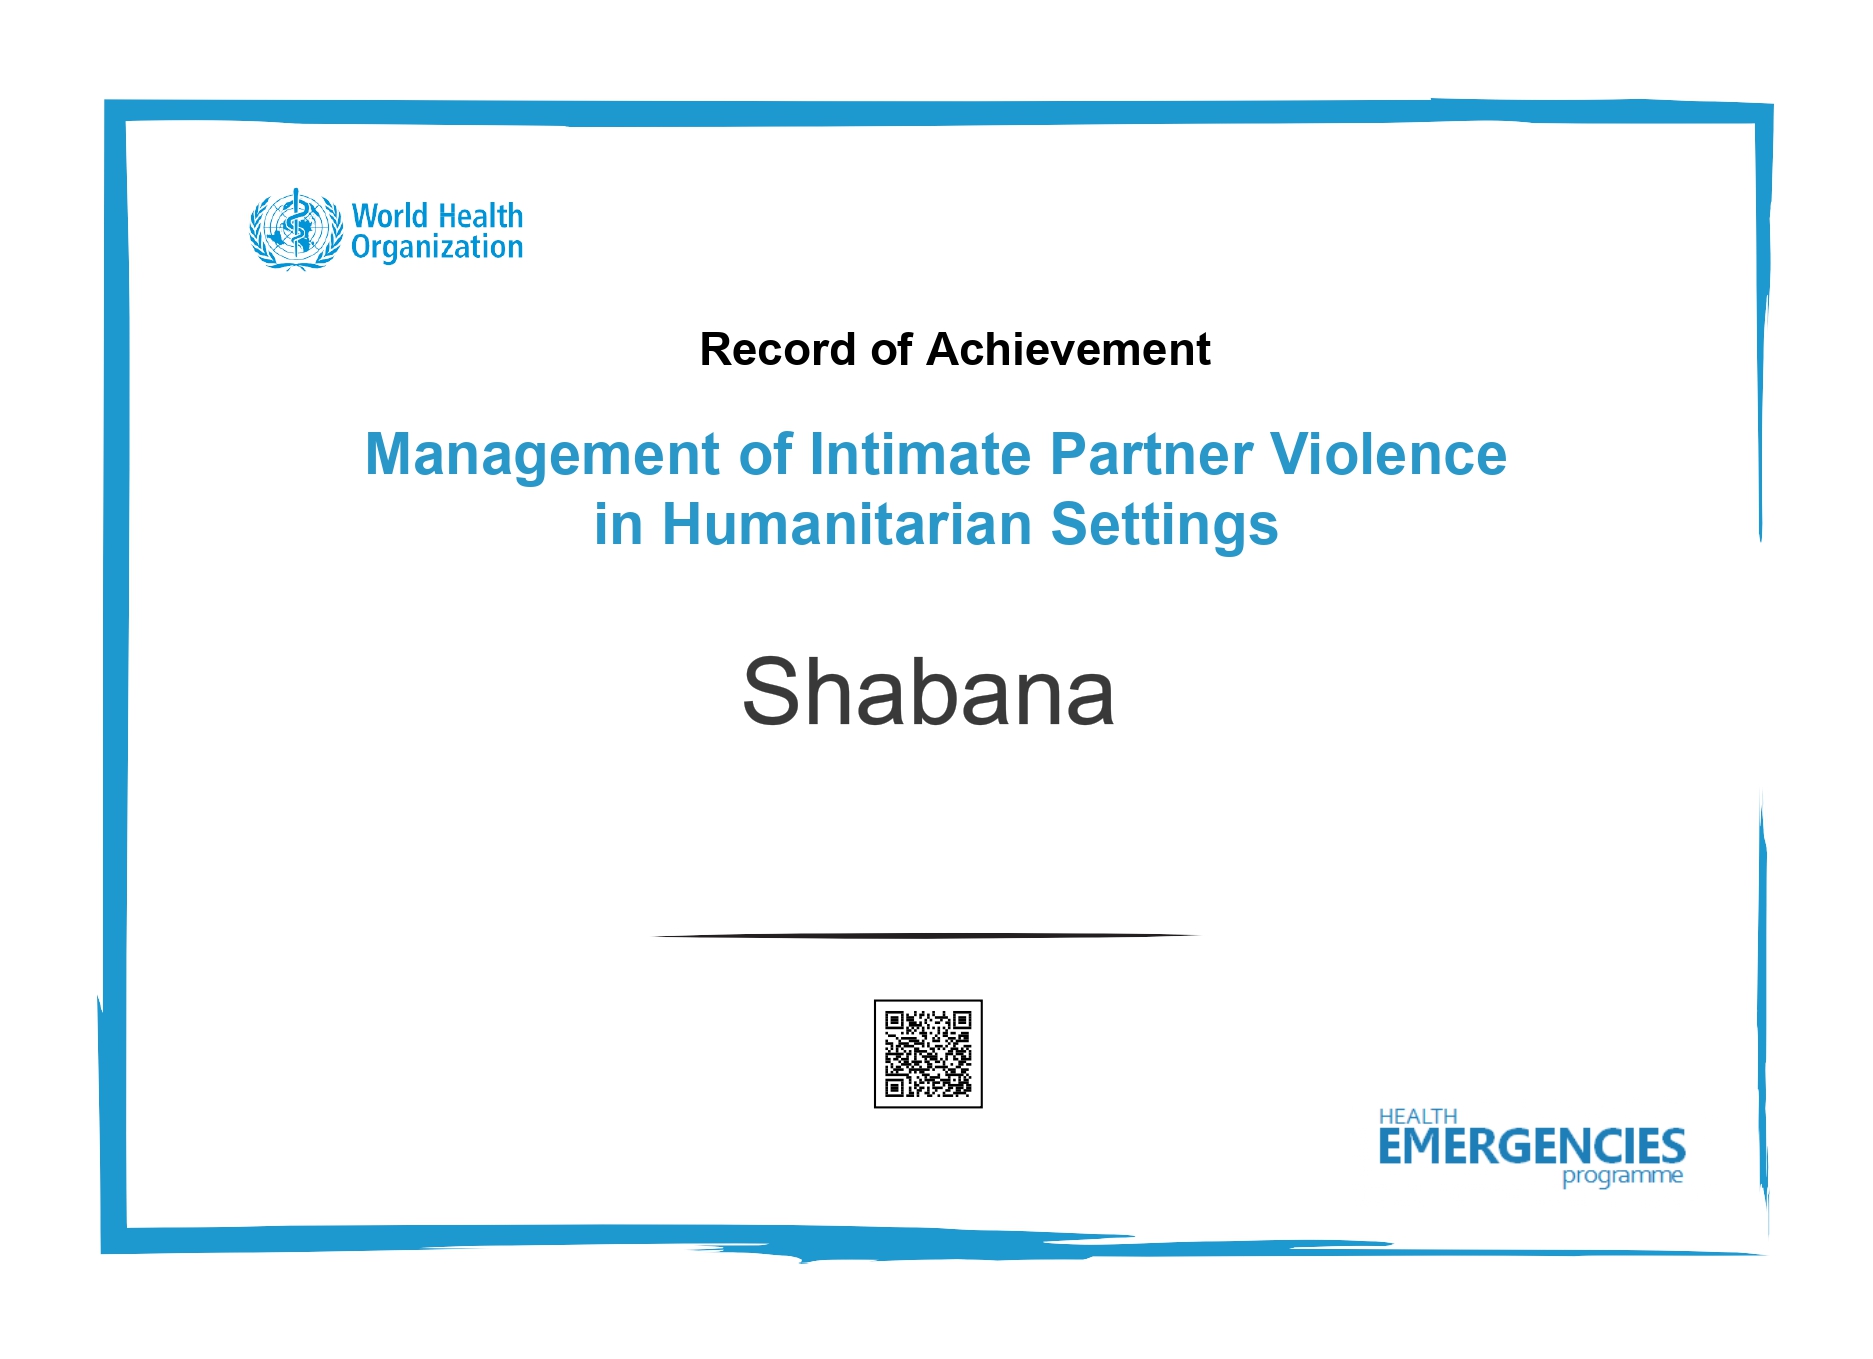 World Health
Organization
Record of Achievement
Management of Intimate Partner Violence
in Humanitarian Settings
Shabana
HEALTH
EMERGENCIES
programme